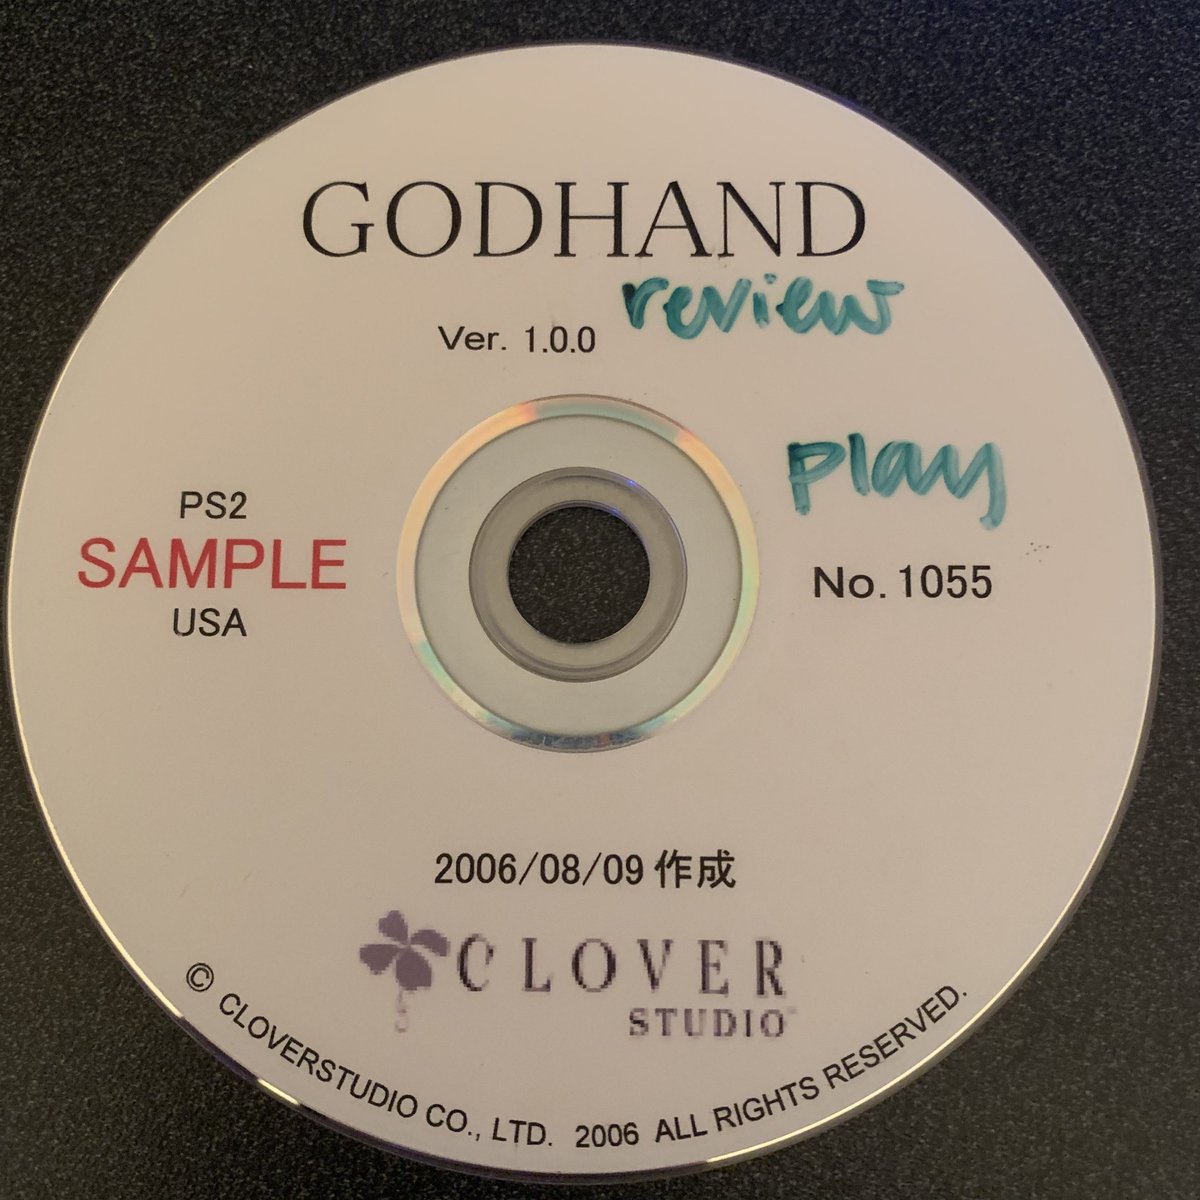 GODHAND
review
Ver. 1.0.0
play
PS2
SAMPLE
USA
No. 1055
2006/08/09 作成
CLOVER
STUDIO
© CLOVERSTUDIO CO., LTD. 2006 ALL RIGHTS RESERVED.